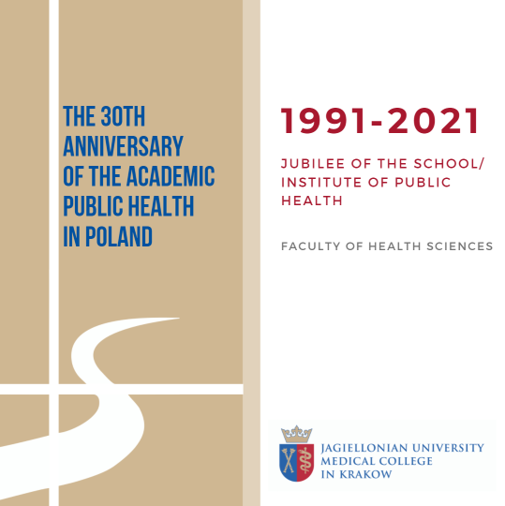 THE 30TH
ANNIVERSARY
OF THE ACADEMIC
PUBLIC HEALTH
IN POLAND
1991-2021
JUBILEE OF THE SCHOOL/
INSTITUTE OF PUBLIC
HEALTH
FACULTY OF HEALTH SCIENCES
JAGIELLONIAN UNIVERSITY
MEDICAL COLLEGE
IN KRAKOW